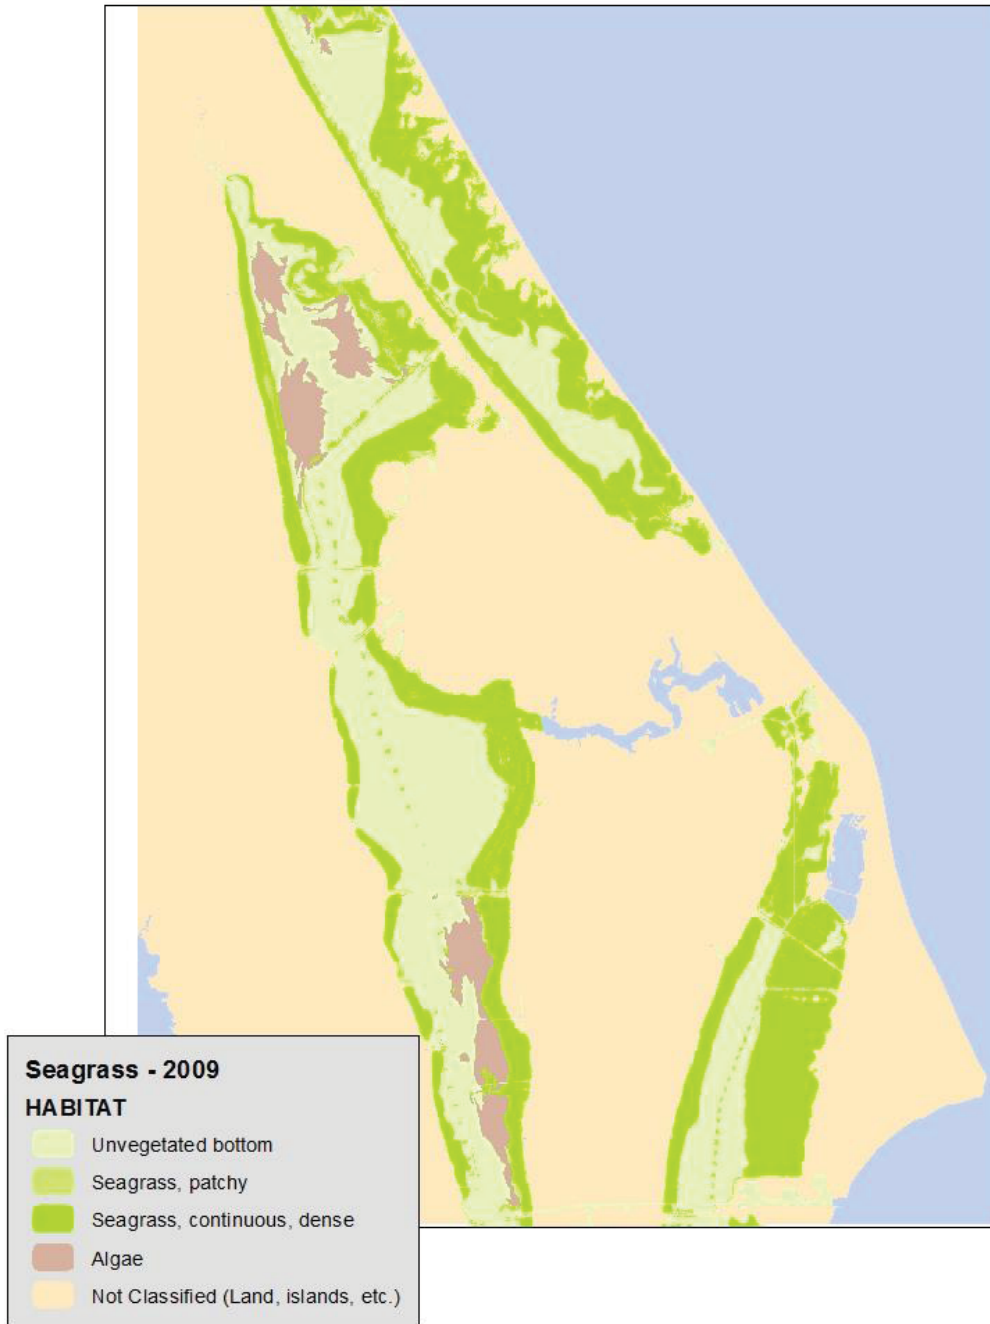 Seagrass - 2009
HABITAT
Unvegetated bottom
Seagrass, patchy
Seagrass, continuous, dense
Algae
Not Classified (Land, islands, etc.)